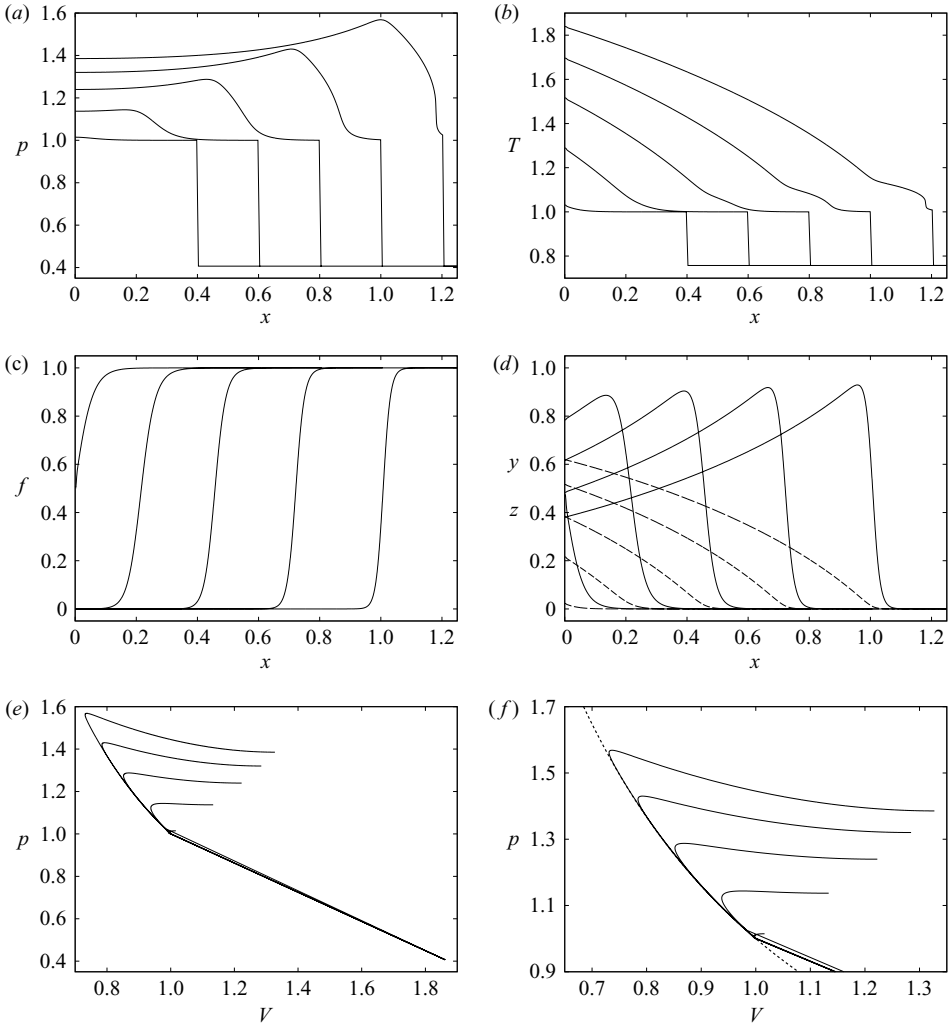 (a)
1.6
1.4
1.2
1.0
0.8
0.6
0.4
p
0 0.2 0.4 0.6 0.8 1.0 1.2
x
(b)
1.8
1.6
1.4
1.2
1.0
0.8
T
0 0.2 0.4 0.6 0.8 1.0 1.2
x
(c)
1.0
0.8
0.6
0.4
0.2
0
f
0 0.2 0.4 0.6 0.8 1.0 1.2
x
(d)
1.0
0.8
0.6
0.4
0.2
0
y
z
0 0.2 0.4 0.6 0.8 1.0 1.2
x
(e)
1.6
1.4
1.2
1.0
0.8
0.6
0.4
p
0.8 1.0 1.2 1.4 1.6 1.8
V
(f)
1.7
1.5
1.3
1.1
0.9
p
0.7 0.8 0.9 1.0 1.1 1.2 1.3
V